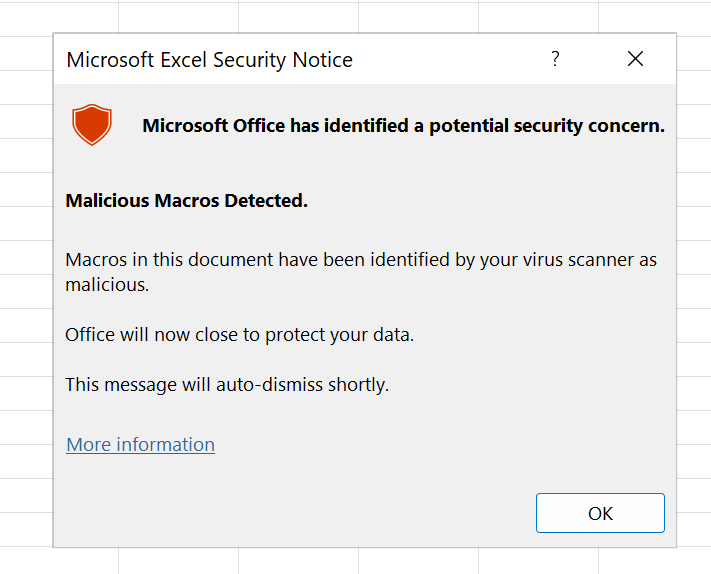 Microsoft Excel Security Notice
?
Microsoft Office has identified a potential security concern.
Malicious Macros Detected.
Macros in this document have been identified by your virus scanner as
malicious.
Office will now close to protect your data.
This message will auto-dismiss shortly.
More information
OK